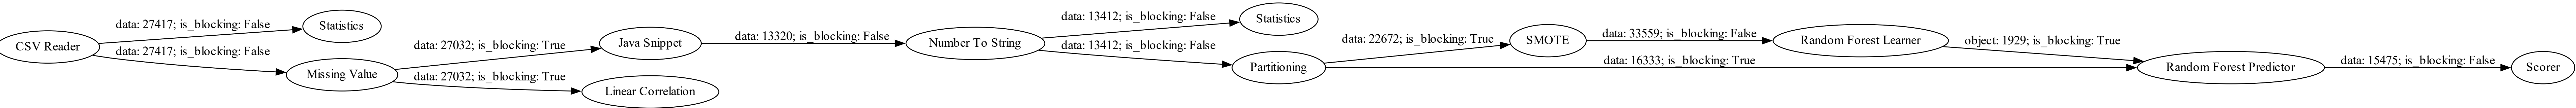 CSV Reader
data: 27417; is_blocking: False
Statistics
data: 27417; is_blocking: False
Missing Value
data: 27032; is_blocking: True
Java Snippet
data: 27032; is_blocking: True
Linear Correlation
data: 13320; is_blocking: False
Number To String
data: 13412; is_blocking: False
Statistics
data: 13412; is_blocking: False
Partitioning
data: 22672; is_blocking: True
SMOTE
data: 33559; is_blocking: False
Random Forest Learner
data: 16333; is_blocking: True
object: 1929; is_blocking: True
Random Forest Predictor
data: 15475; is_blocking: False
Scorer